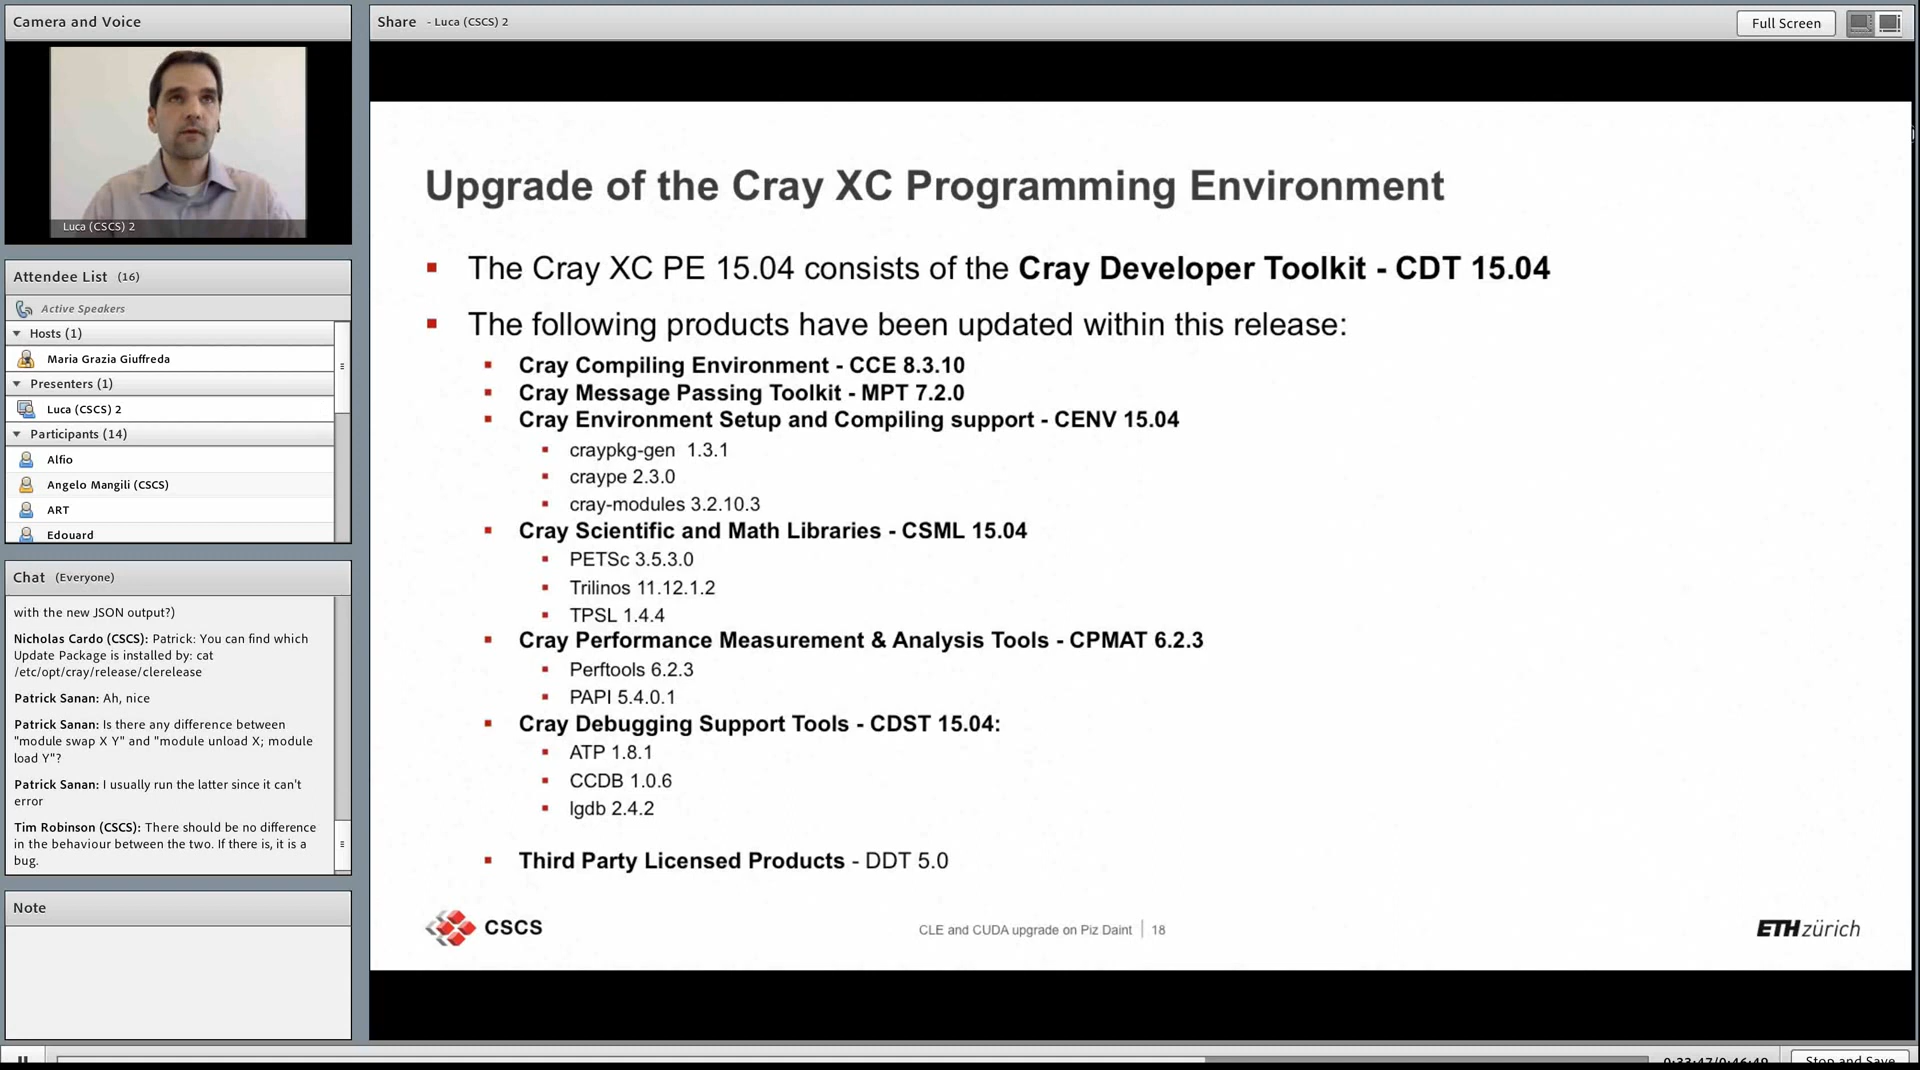 Camera and Voice
Luca (CSCS) 2
Attendee List (16)
Active Speakers
Hosts (1)
Maria Grazia Giuffreda
Presenters (1)
Luca (CSCS) 2
Participants (14)
Alfio
Angelo Mangili (CSCS)
ART
Edouard
Chat (Everyone)
with the new JSON output?)
Nicholas Cardo (CSCS): Patrick: You can find which
Update Package is installed by: cat
/etc/opt/cray/release/clerelease
Patrick Sanan: Ah, nice
Patrick Sanan: Is there any difference between
"module swap X Y" and "module unload X; module
load Y"?
Patrick Sanan: I usually run the latter since it can't
error
Tim Robinson (CSCS): There should be no difference
in the behaviour between the two. If there is, it is a
bug.
Note
Share - Luca (CSCS) 2
Full Screen
Upgrade of the Cray XC Programming Environment
The Cray XC PE 15.04 consists of the Cray Developer Toolkit - CDT 15.04
The following products have been updated within this release:
Cray Compiling Environment - CCE 8.3.10
Cray Message Passing Toolkit - MPT 7.2.0
Cray Environment Setup and Compiling support - CENV 15.04
craypkg-gen 1.3.1
craype 2.3.0
cray-modules 3.2.10.3
Cray Scientific and Math Libraries - CSML 15.04
PETSc 3.5.3.0
Trilinos 11.12.1.2
TPSL 1.4.4
Cray Performance Measurement & Analysis Tools - CPMAT 6.2.3
Perftools 6.2.3
PAPI 5.4.0.1
Cray Debugging Support Tools - CDST 15.04:
ATP 1.8.1
CCDB 1.0.6
lgdb 2.4.2
Third Party Licensed Products - DDT 5.0
CSCS
CLE and CUDA upgrade on Piz Daint | 18
ETH zürich
0:33:47/0:46:49
Stop and Save